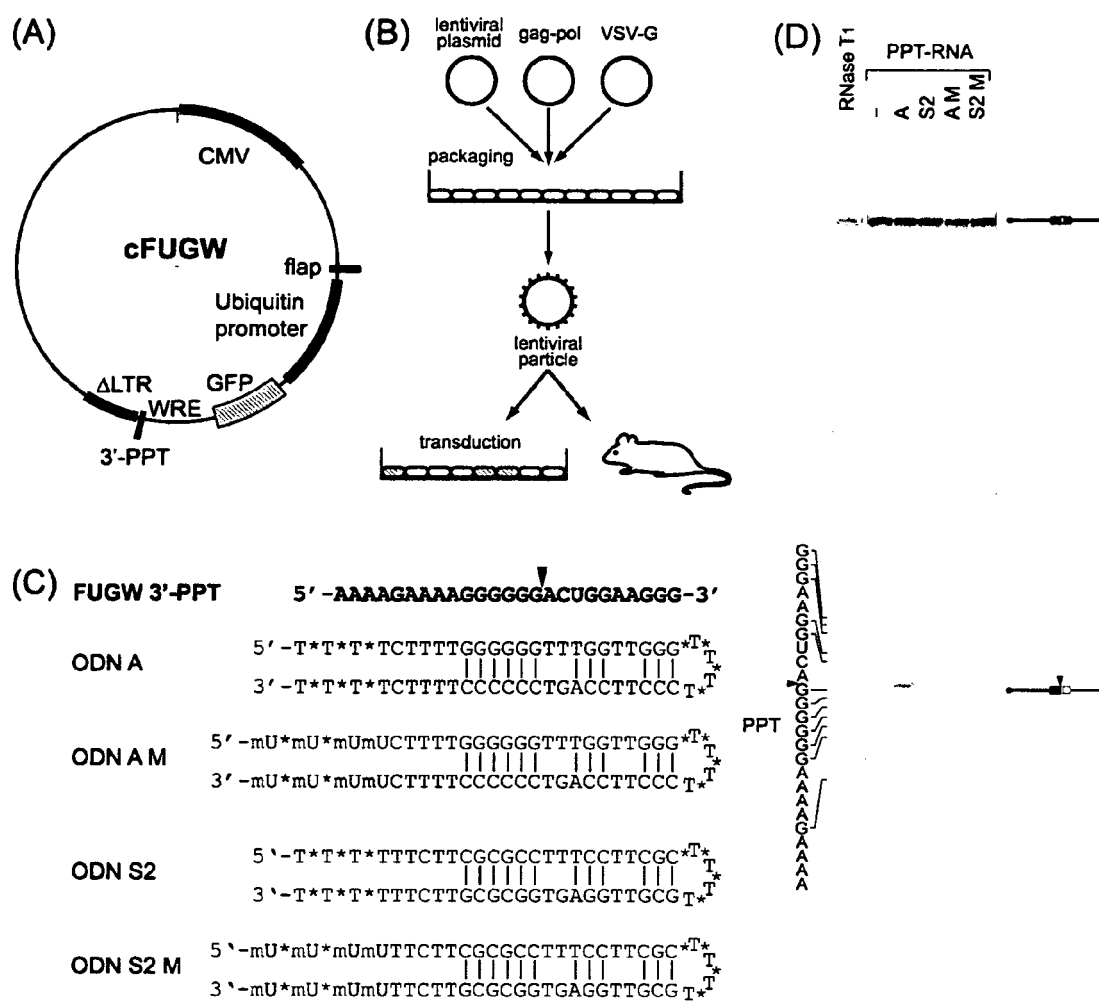 (A)
CMV
cFUGW
flap
Ubiquitin
promoter
GFP
WRE
ΔLTR
3'-PPT
(B)
lentiviral
plasmid
gag-pol
VSV-G
packaging
lentiviral
particle
transduction
(D)
RNase T1
PPT-RNA
–
A
S2
A M
S2 M
(C)
FUGW 3'-PPT
5'-AAAAGAAAAGGGGGGACUGGAAGGG-3'
ODN A
5'-T*T*T*TCTTTTGGGGGGTTTGGTTGGG*T*
T*
T*
3'-T*T*T*TCTTTTCCCCCCTGACCTTCCCT*
ODN A M
5'-mU*mU*mUmUCTTTTGGGGGGTTTGGTTGGG*T*
T*
T*
3'-mU*mU*mUmUCTTTTCCCCCCTGACCTTCCCT*
ODN S2
5'-T*T*T*TTTCTTCGCGCCTTTCCTTCGC*T*
T*
T*
3'-T*T*T*TTTCTTGCGCGGTGAGGTTGCGT*
ODN S2 M
5'-mU*mU*mUmUTTCTTCGCGCCTTTCCTTCGC*T*
T*
T*
3'-mU*mU*mUmUTTCTTGCGCGGTGAGGTTGCGT*
G
G
G
A
A
G
G
U
C
A
G
G
G
G
G
G
A
A
A
A
G
A
A
A
A
PPT